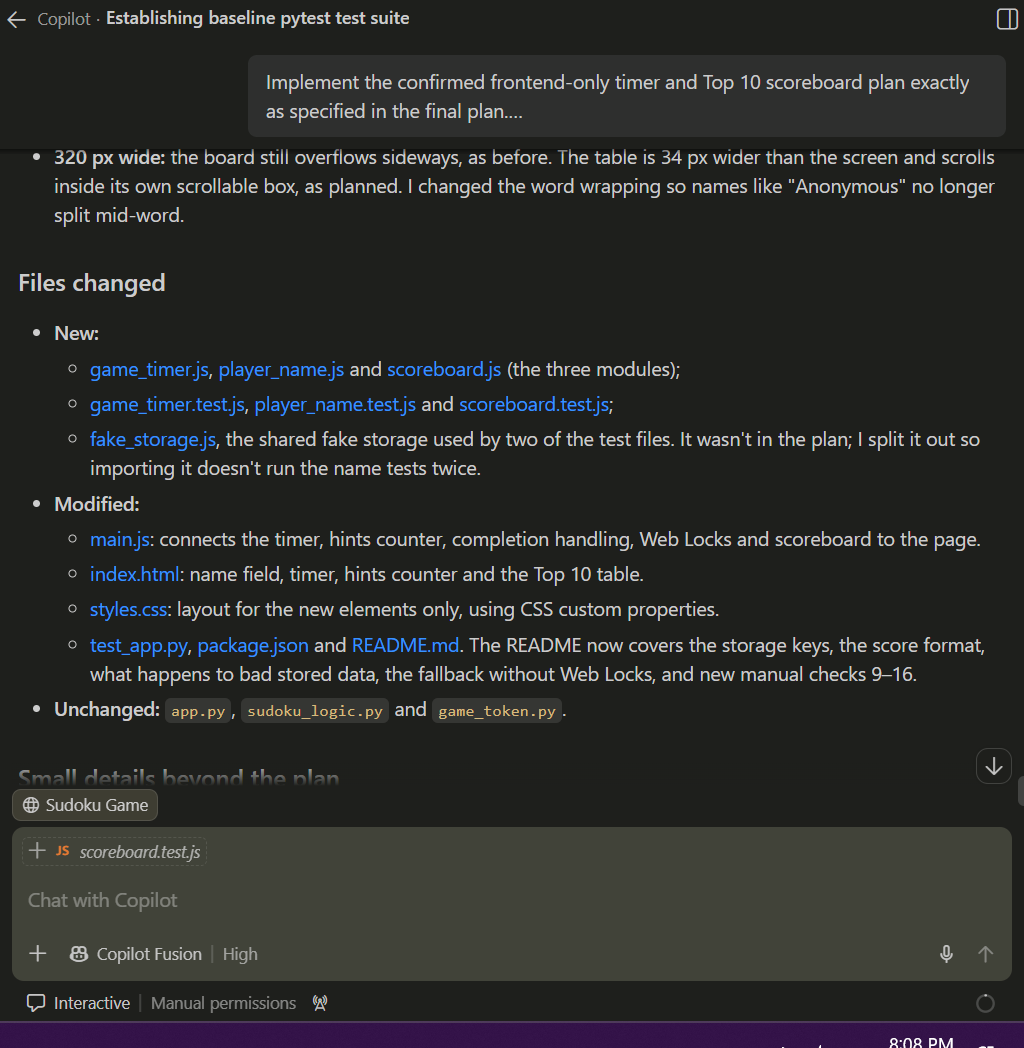 Copilot · Establishing baseline pytest test suite
Implement the confirmed frontend-only timer and Top 10 scoreboard plan exactly
as specified in the final plan....
• 320 px wide: the board still overflows sideways, as before. The table is 34 px wider than the screen and scrolls
inside its own scrollable box, as planned. I changed the word wrapping so names like "Anonymous" no longer
split mid-word.
Files changed
• New:
○ game_timer.js, player_name.js and scoreboard.js (the three modules);
○ game_timer.test.js, player_name.test.js and scoreboard.test.js;
○ fake_storage.js, the shared fake storage used by two of the test files. It wasn't in the plan; I split it out so
importing it doesn't run the name tests twice.
• Modified:
○ main.js: connects the timer, hints counter, completion handling, Web Locks and scoreboard to the page.
○ index.html: name field, timer, hints counter and the Top 10 table.
○ styles.css: layout for the new elements only, using CSS custom properties.
○ test_app.py, package.json and README.md. The README now covers the storage keys, the score format,
what happens to bad stored data, the fallback without Web Locks, and new manual checks 9–16.
• Unchanged: app.py, sudoku_logic.py and game_token.py.
Small details beyond the plan
Sudoku Game
JS scoreboard.test.js
Chat with Copilot
Copilot Fusion | High
Interactive | Manual permissions
8:08 PM